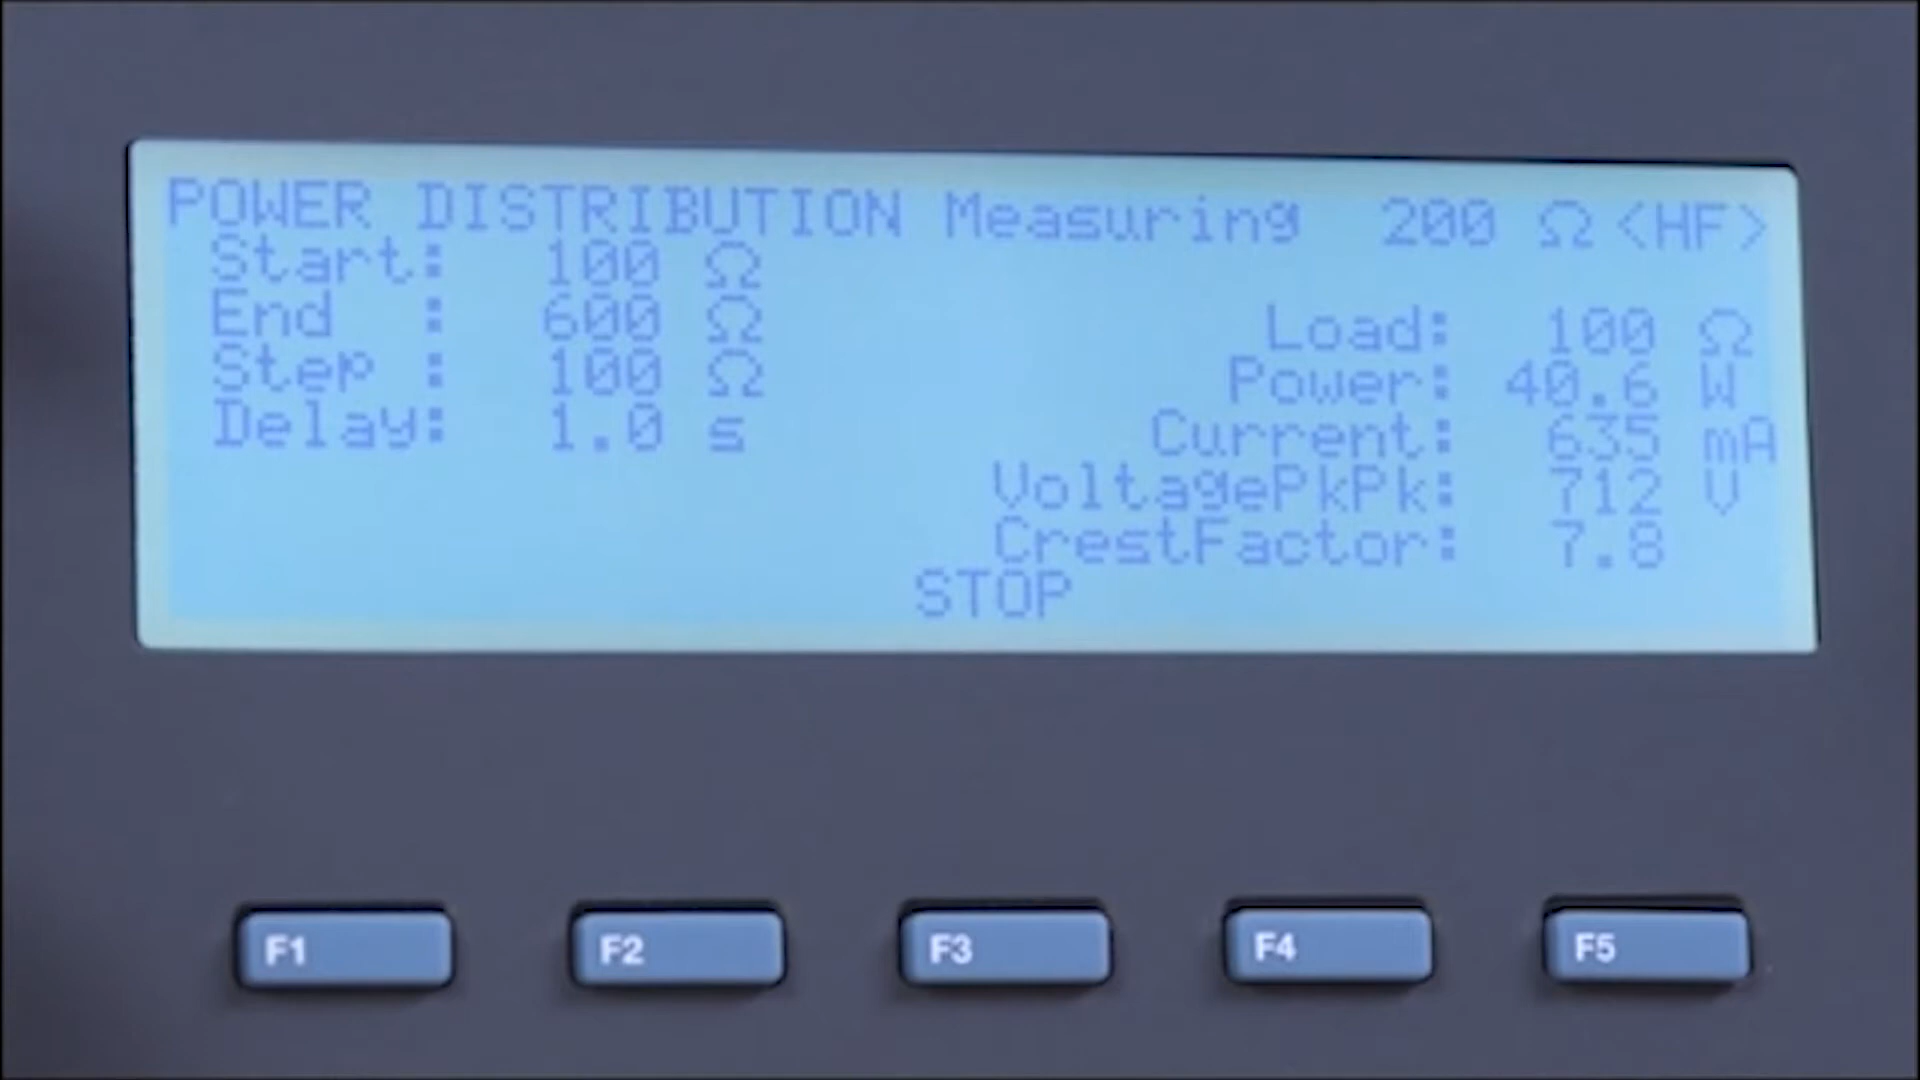 POWER DISTRIBUTION Measuring 200 Ω <HF>
Start: 100 Ω
End : 600 Ω
Step : 100 Ω
Delay: 1.0 s
Load: 100 Ω
Power: 40.6 W
Current: 635 mA
VoltagePkPk: 712 V
CrestFactor: 7.8
STOP
F1 F2 F3 F4 F5